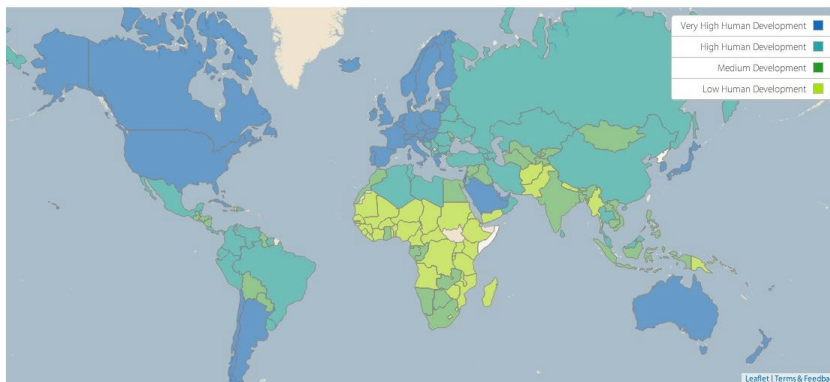 Very High Human Development
High Human Development
Medium Development
Low Human Development
Leaflet | Terms & Feedba